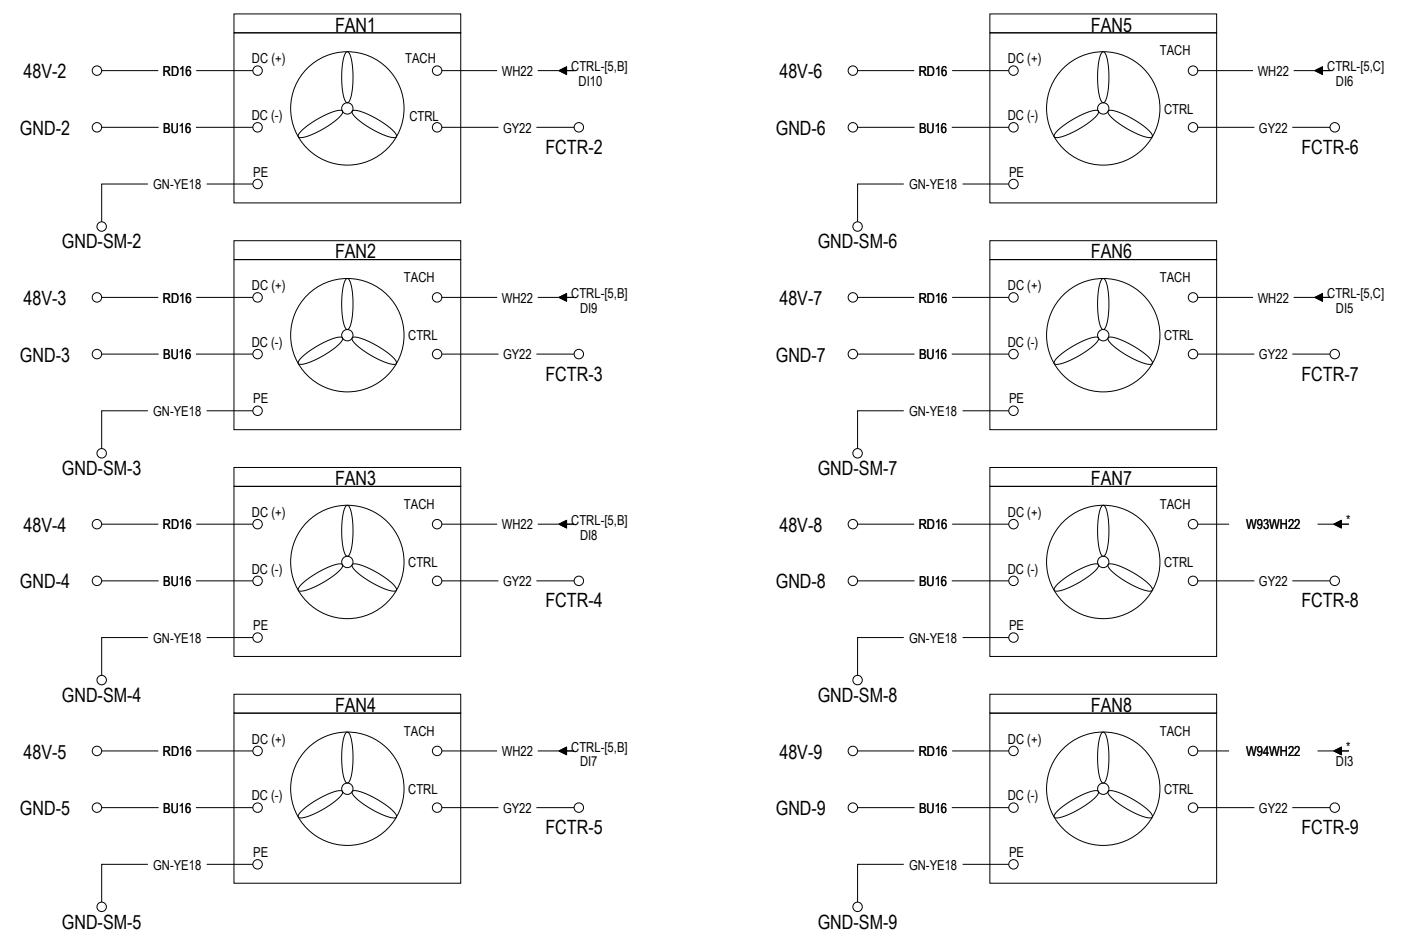 FAN1
48V-2 RD16 DC (+) TACH WH22 CTRL-[5,B]
DI10
GND-2 BU16 DC (-) CTRL GY22
FCTR-2
PE
GN-YE18
GND-SM-2
FAN2
48V-3 RD16 DC (+) TACH WH22 CTRL-[5,B]
DI9
GND-3 BU16 DC (-) CTRL GY22
FCTR-3
PE
GN-YE18
GND-SM-3
FAN3
48V-4 RD16 DC (+) TACH WH22 CTRL-[5,B]
DI8
GND-4 BU16 DC (-) CTRL GY22
FCTR-4
PE
GN-YE18
GND-SM-4
FAN4
48V-5 RD16 DC (+) TACH WH22 CTRL-[5,B]
DI7
GND-5 BU16 DC (-) CTRL GY22
FCTR-5
PE
GN-YE18
GND-SM-5
FAN5
48V-6 RD16 DC (+) TACH WH22 CTRL-[5,C]
DI6
GND-6 BU16 DC (-) CTRL GY22
FCTR-6
PE
GN-YE18
GND-SM-6
FAN6
48V-7 RD16 DC (+) TACH WH22 CTRL-[5,C]
DI5
GND-7 BU16 DC (-) CTRL GY22
FCTR-7
PE
GN-YE18
GND-SM-7
FAN7
48V-8 RD16 DC (+) TACH W93WH22 *
GND-8 BU16 DC (-) CTRL GY22
FCTR-8
PE
GN-YE18
GND-SM-8
FAN8
48V-9 RD16 DC (+) TACH W94WH22 *
DI3
GND-9 BU16 DC (-) CTRL GY22
FCTR-9
PE
GN-YE18
GND-SM-9